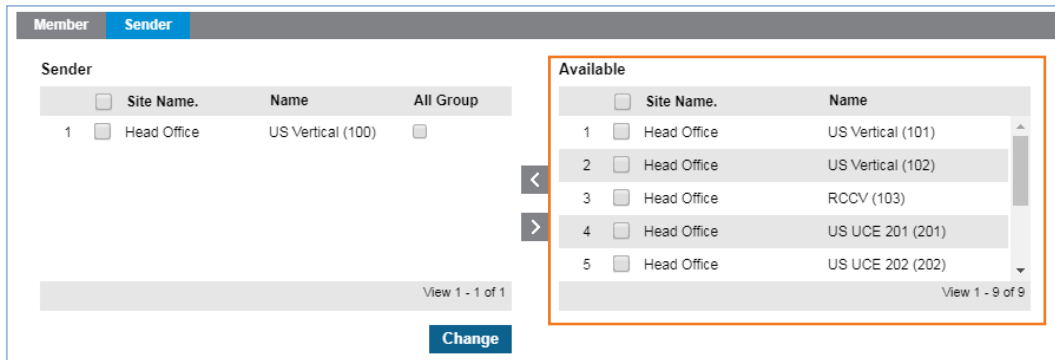 Member Sender
Sender
Site Name. Name All Group
1 Head Office US Vertical (100)
View 1 - 1 of 1
Change
Available
Site Name. Name
1 Head Office US Vertical (101)
2 Head Office US Vertical (102)
3 Head Office RCCV (103)
4 Head Office US UCE 201 (201)
5 Head Office US UCE 202 (202)
View 1 - 9 of 9